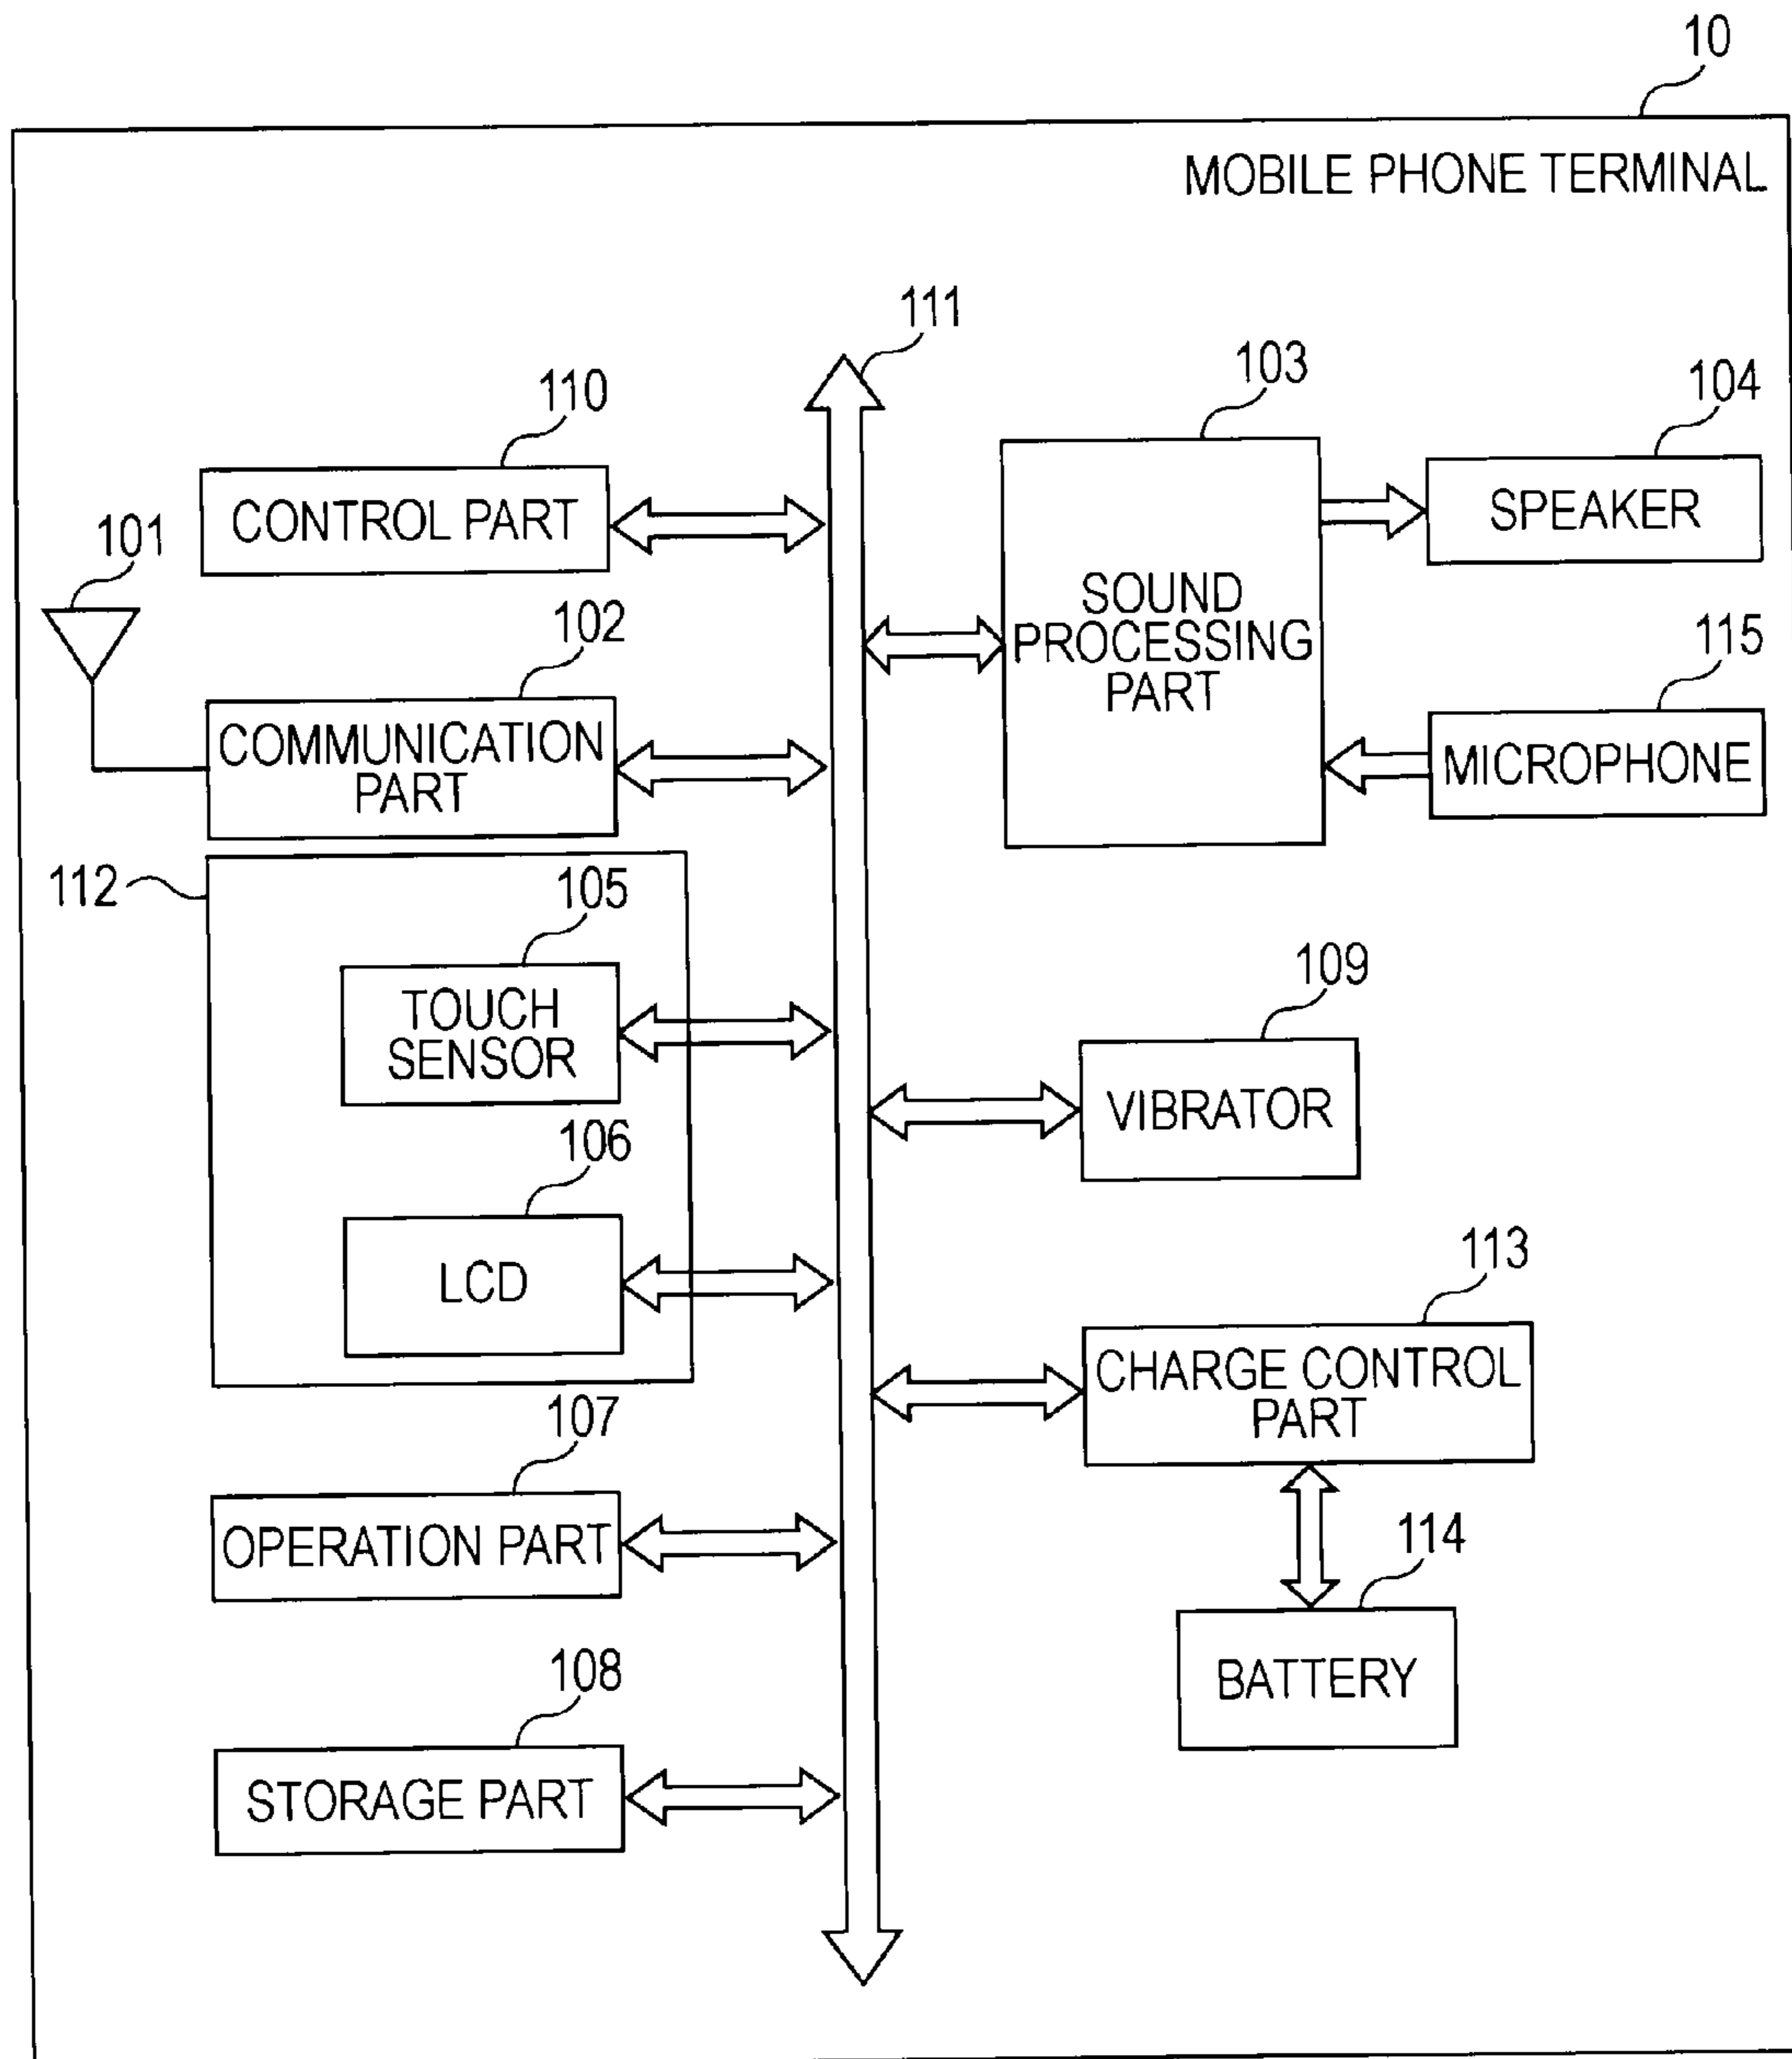 10
MOBILE PHONE TERMINAL
111
110
CONTROL PART
101
102
COMMUNICATION
PART
112
105
TOUCH
SENSOR
106
LCD
107
OPERATION PART
108
STORAGE PART
103
SOUND
PROCESSING
PART
104
SPEAKER
115
MICROPHONE
109
VIBRATOR
113
CHARGE CONTROL
PART
114
BATTERY